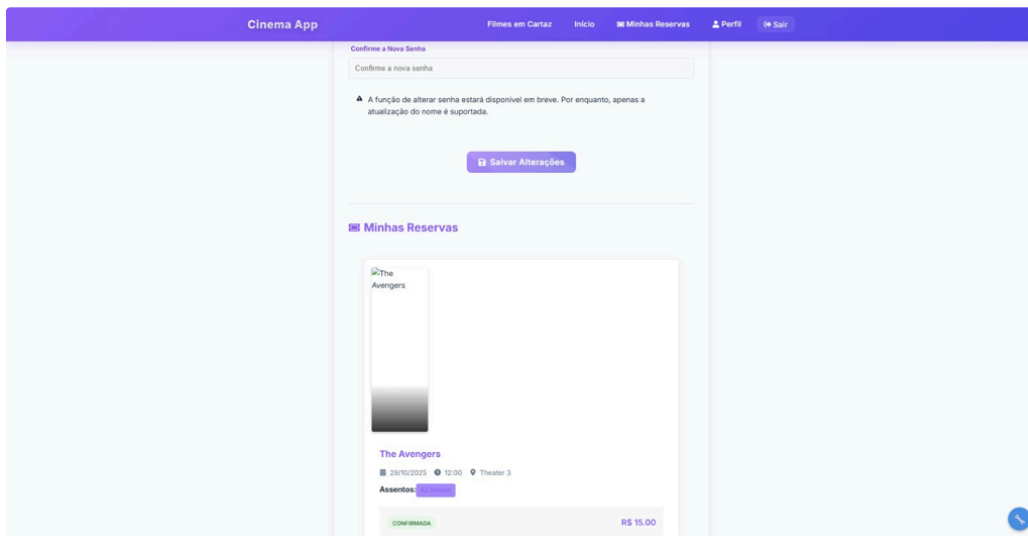 Cinema App
Filmes em Cartaz
Início
Minhas Reservas
Perfil
Sair
Confirme a Nova Senha
Confirme a nova senha
A função de alterar senha estará disponível em breve. Por enquanto, apenas a
atualização do nome é suportada.
Salvar Alterações
Minhas Reservas
The
Avengers
The Avengers
29/10/2025 12:00 Theater 3
Assentos:
CONFIRMADA
R$ 15.00